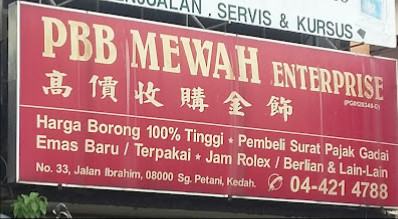 PENJUALAN, SERVIS & KURSUS
PBB MEWAH ENTERPRISE
(PG0128348-D)
高價收購金飾
Harga Borong 100% Tinggi * Pembeli Surat Pajak Gadai
Emas Baru / Terpakai * Jam Rolex / Berlian & Lain-Lain
No. 33, Jalan Ibrahim, 08000 Sg. Petani, Kedah.
04-421 4788